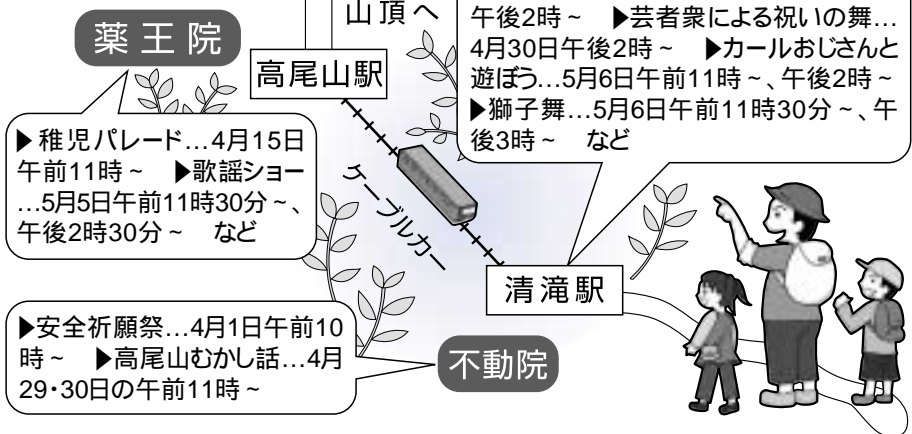 山頂へ
薬王院
高尾山駅
午後2時～　▶芸者衆による祝いの舞…
4月30日午後2時～　▶カールおじさんと
遊ぼう…5月6日午前11時～、午後2時～
▶獅子舞…5月6日午前11時30分～、午
後3時～　など
▶稚児パレード…4月15日
午前11時～　▶歌謡ショー
…5月5日午前11時30分～、
午後2時30分～　など
ケーブルカー
清滝駅
▶安全祈願祭…4月1日午前10
時～　▶高尾山むかし話…4月
29・30日の午前11時～
不動院